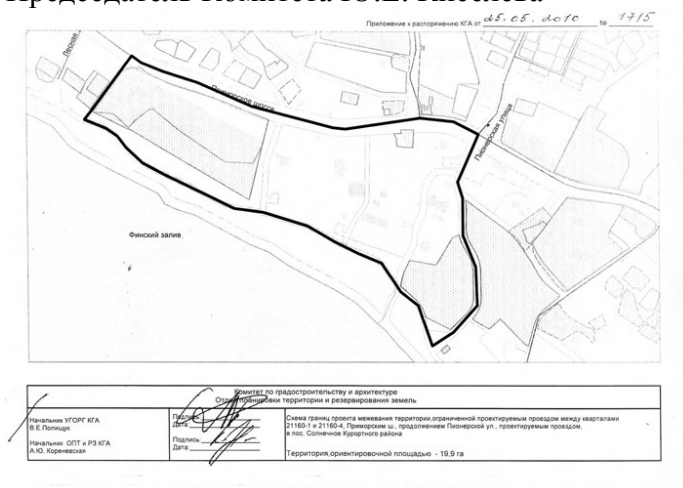 Председатель Комитета Ю.Е. Киселева
Приложение к распоряжению КГА от 25.05.2010 № 1715
Лесная
Приморское шоссе
Пионерская улица
Финский залив
Комитет по градостроительству и архитектуре
Отдел планировки территории и резервирования земель
Начальник УГОРГ КГА
В.Е.Полищук
Начальник ОПТ и РЗ КГА
А.Ю. Кореневская
Подпись:
Дата:
Подпись:
Дата:
Схема границ проекта межевания территории,ограниченной проектируемым проездом между кварталами
21160-1 и 21160-4, Приморским ш., продолжением Пионерской ул., проектируемым проездом,
в пос. Солнечное Курортного района
Территория,ориентировочной площадью - 19,9 га